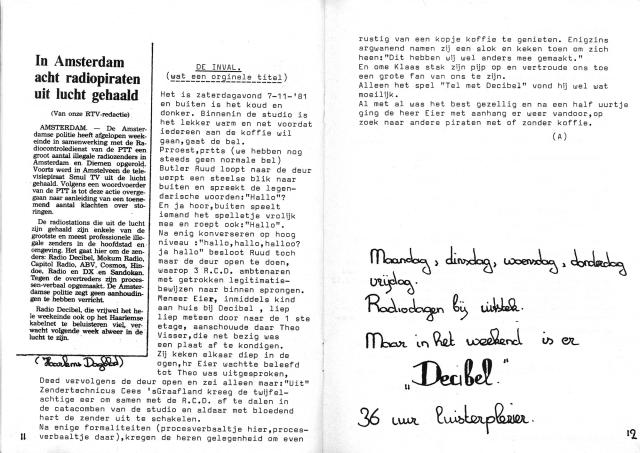 In Amsterdam
acht radiopiraten
uit lucht gehaald
(Van onze RTV-redactie)
AMSTERDAM. — De Amster-
damse politie heeft afgelopen week-
einde in samenwerking met de Ra-
diocontroledienst van de PTT een
groot aantal illegale radiozenders in
Amsterdam en Diemen opgerold.
Voorts werd in Amstelveen de tele-
visiepiraat Smul TV uit de lucht
gehaald. Volgens een woordvoerder
van de PTT is tot deze actie overge-
gaan naar aanleiding van een toene-
mend aantal klachten over sto-
ringen.
De radiostations die uit de lucht
zijn gehaald zijn enkele van de
grootste en meest professionele ille-
gale zenders in de hoofdstad en
omgeving. Het gaat hier om de zen-
ders: Radio Decibel, Mokum Radio,
Capitol Radio, ABV, Cosmos, Hin-
doe, Radio en DX en Sandokan.
Tegen de overtreders zijn proces-
sen-verbaal opgemaakt. De Amster-
damse politie zegt geen aanhoudin-
gen te hebben verricht.
Radio Decibel, die vrijwel het he-
le weekeinde ook op het Haarlemse
kabelnet te beluisteren viel, ver-
wacht volgende week alweer in de
lucht te zijn.
(Haarlems Dagblad)
DE INVAL.
(wat een orginele titel)
Het is zaterdagavond 7-11-'81
en buiten is het koud en
donker. Binnenin de studio is
het lekker warm en net voordat
iedereen aan de koffie wil
gaan,gaat de bel.
Prroest,prtts (we hebben nog
steeds geen normale bel)
Butler Ruud loopt naar de deur
werpt een steelse blik naar
buiten en spreekt de legen-
darische woorden:"Hallo"?
En ja hoor,buiten speelt
iemand het spelletje vrolijk
mee en roept ook:"Hallo".
Na enig konverseren op hoog
niveau :"hallo,hallo,halloo?
ja hallo" besloot Ruud toch
maar de deur open te doen,
waarop 3 R.C.D. ambtenaren
met getrokken legitimatie-
bewijzen naar binnen sprongen.
Meneer Eier, inmiddels kind
aan huis bij Decibel , liep
liep meteen door naar de 1 ste
etage, aanschouwde daar Theo
Visser,die net bezig was
een plaat af te kondigen.
Zij keken elkaar diep in de
ogen,hr Eier wachtte beleefd
tot Theo was uitgesproken,
Deed vervolgens de deur open en zei alleen maar:"Uit"
Zendertechnicus Cees 'sGraafland kreeg de twijfel-
achtige eer om samen met de R.C.D. af te dalen in
de catacomben van de studio en aldaar met bloedend
hart de zender uit te schakelen.
Na enige formaliteiten (procesverbaaltje hier,proces-
verbaaltje daar),kregen de heren gelegenheid om even
11
rustig van een kopje koffie te genieten. Enigzins
argwanend namen zij een slok en keken toen om zich
heen:"Dit hebben wij wel anders mee gemaakt."
En ome Klaas stak zijn pijp op en vertroude ons toe
een grote fan van ons te zijn.
Alleen het spel "Tel met Decibel" vond hij wel wat
moeilijk.
Al met al was het best gezellig en na een half uurtje
ging de heer Eier met aanhang er weer vandoor,op
zoek naar andere piraten met of zonder koffie.
(A)
Maandag, dinsdag, woensdag, donderdag
vrijdag.
Radiodagen bij uitstek.
Maar in het weekend is er
„Decibel."
36 uur luisterplezier.
12